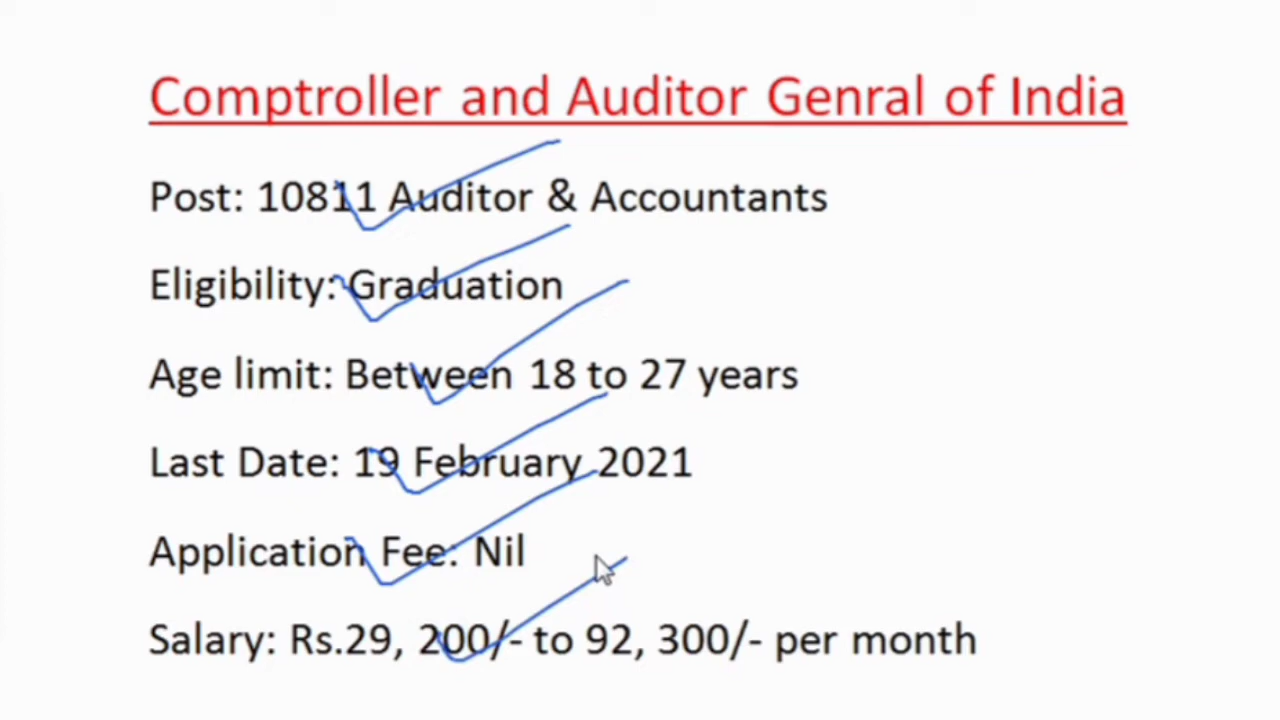 Comptroller and Auditor Genral of India
Post: 10811 Auditor & Accountants
Eligibility: Graduation
Age limit: Between 18 to 27 years
Last Date: 19 February 2021
Application Fee: Nil
Salary: Rs.29, 200/- to 92, 300/- per month